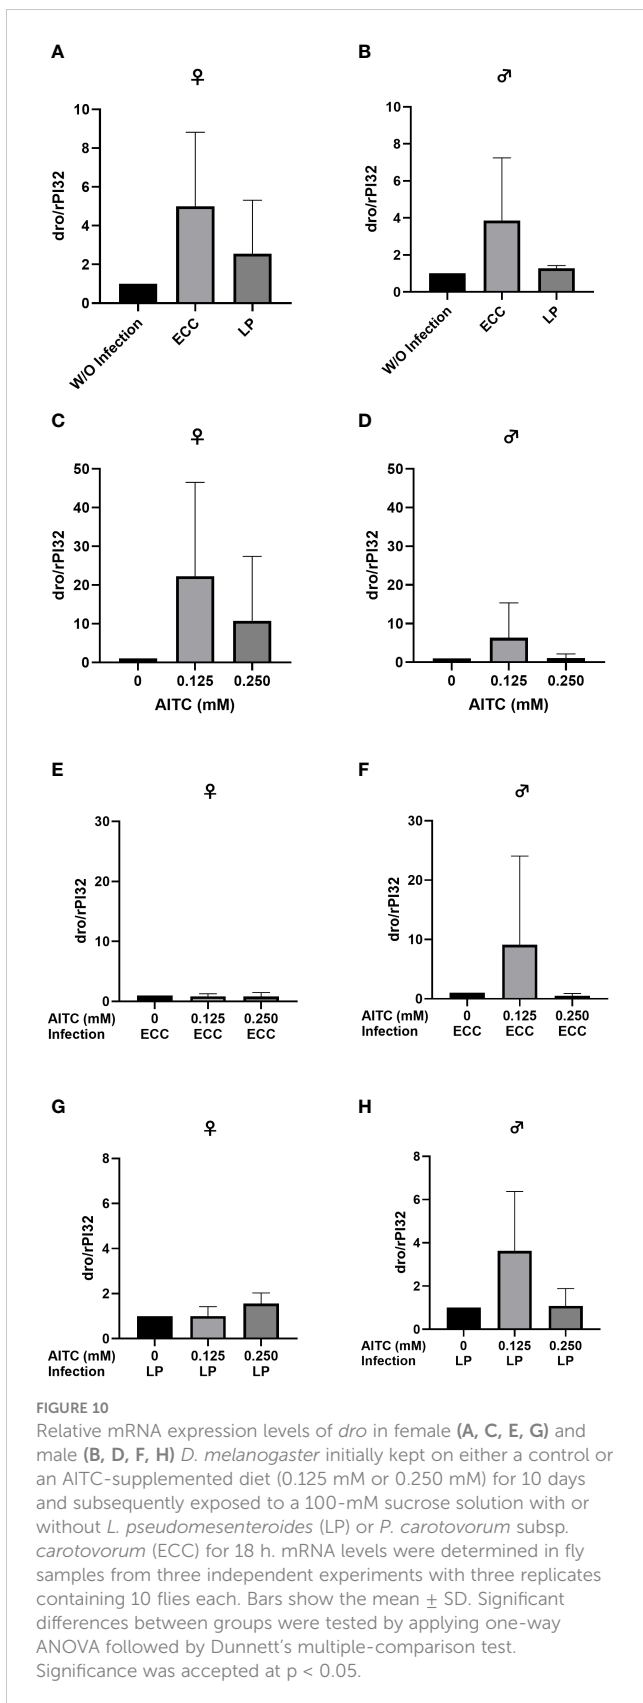 A
♀
10
8
6
4
2
0
dro/rPl32
W/O Infection
ECC
LP
B
♂
10
8
6
4
2
0
dro/rPl32
W/O Infection
ECC
LP
C
♀
50
40
30
20
10
0
dro/rPl32
0 0.125 0.250
AITC (mM)
D
♂
50
40
30
20
10
0
dro/rPl32
0 0.125 0.250
AITC (mM)
E
♀
30
20
10
0
dro/rPl32
AITC (mM) 0 0.125 0.250
Infection ECC ECC ECC
F
♂
30
20
10
0
dro/rPl32
AITC (mM) 0 0.125 0.250
Infection ECC ECC ECC
G
♀
8
6
4
2
0
dro/rPl32
AITC (mM) 0 0.125 0.250
Infection LP LP LP
H
♂
8
6
4
2
0
dro/rPl32
AITC (mM) 0 0.125 0.250
Infection LP LP LP
FIGURE 10
Relative mRNA expression levels of dro in female (A, C, E, G) and
male (B, D, F, H) D. melanogaster initially kept on either a control or
an AITC-supplemented diet (0.125 mM or 0.250 mM) for 10 days
and subsequently exposed to a 100-mM sucrose solution with or
without L. pseudomesenteroides (LP) or P. carotovorum subsp.
carotovorum (ECC) for 18 h. mRNA levels were determined in fly
samples from three independent experiments with three replicates
containing 10 flies each. Bars show the mean ± SD. Significant
differences between groups were tested by applying one-way
ANOVA followed by Dunnett's multiple-comparison test.
Significance was accepted at p < 0.05.